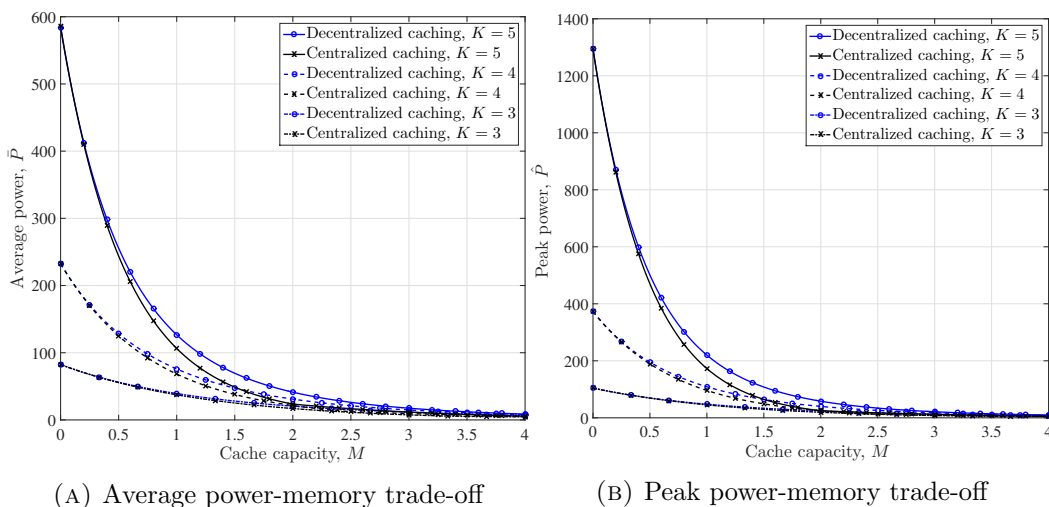 600
500
400
300
200
100
0
Average power, P̄
0 0.5 1 1.5 2 2.5 3 3.5 4
Cache capacity, M
Decentralized caching, K = 5
Centralized caching, K = 5
Decentralized caching, K = 4
Centralized caching, K = 4
Decentralized caching, K = 3
Centralized caching, K = 3
(A) Average power-memory trade-off
1400
1200
1000
800
600
400
200
0
Peak power, P̂
0 0.5 1 1.5 2 2.5 3 3.5 4
Cache capacity, M
Decentralized caching, K = 5
Centralized caching, K = 5
Decentralized caching, K = 4
Centralized caching, K = 4
Decentralized caching, K = 3
Centralized caching, K = 3
(B) Peak power-memory trade-off